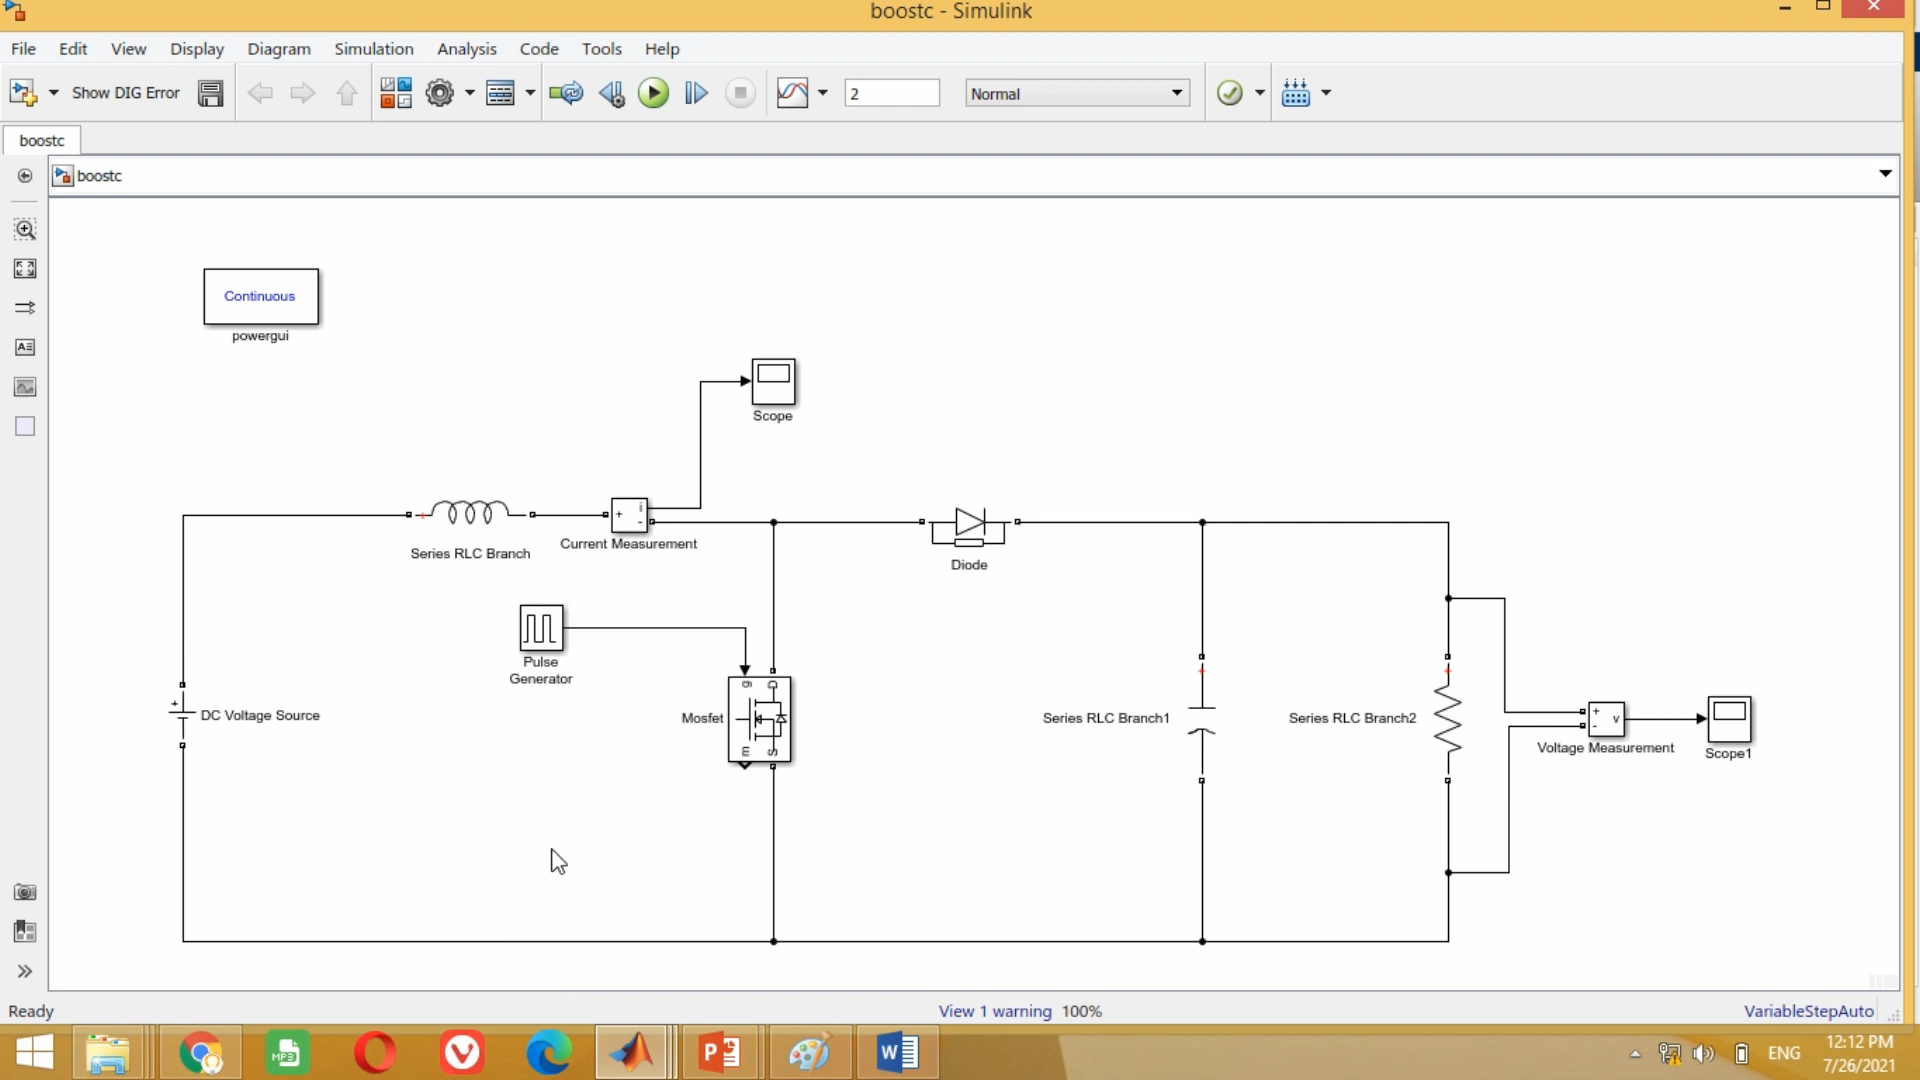 boostc - Simulink
File Edit View Display Diagram Simulation Analysis Code Tools Help
Show DIG Error 2 Normal
boostc
boostc
Continuous
powergui
Scope
i
+
-
Series RLC Branch
Current Measurement
Diode
Pulse
Generator
+
DC Voltage Source
g D
Mosfet
m S
Series RLC Branch1
Series RLC Branch2
+
v
-
Voltage Measurement
Scope1
Ready View 1 warning 100% VariableStepAuto
MP3
P
W
ENG
12:12 PM
7/26/2021